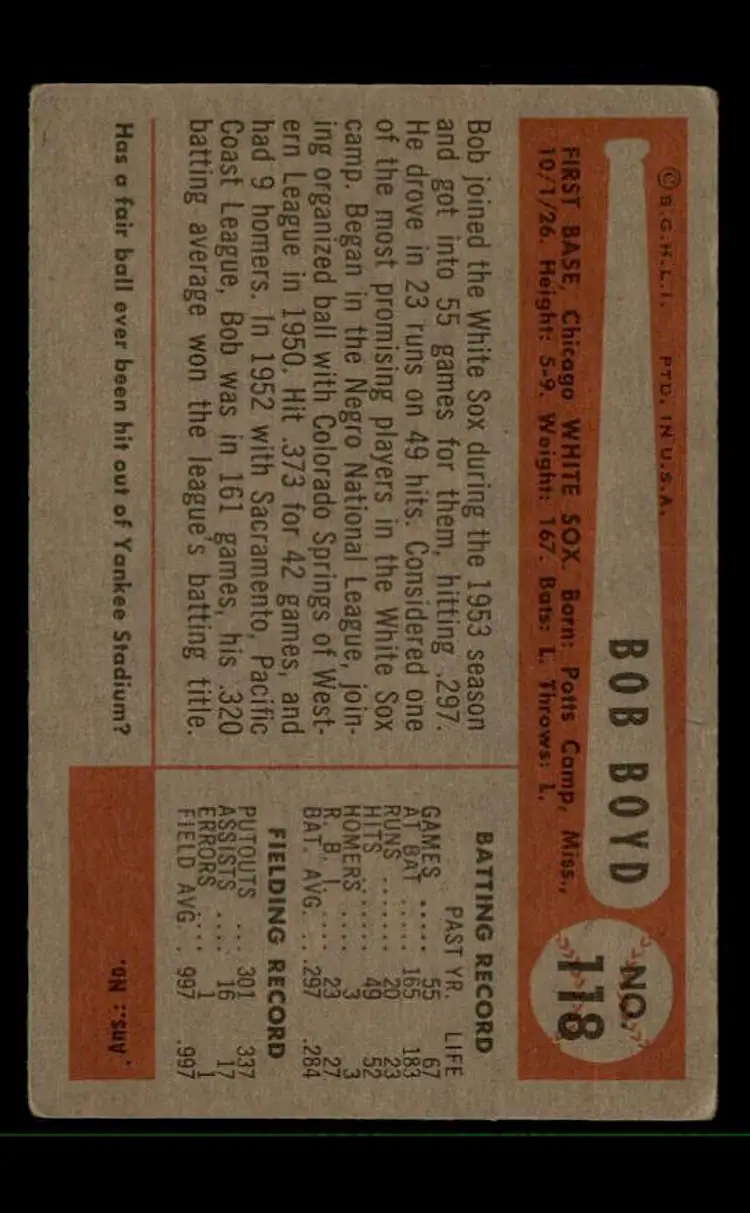 © B.G.H.L.I. PTD. IN U.S.A.
BOB BOYD
NO.
118
FIRST BASE, Chicago WHITE SOX. Born: Potts Camp, Miss.,
10/1/26. Height: 5-9. Weight: 167. Bats: L. Throws: L.
Bob joined the White Sox during the 1953 season
and got into 55 games for them, hitting .297.
He drove in 23 runs on 49 hits. Considered one
of the most promising players in the White Sox
camp. Began in the Negro National League, join-
ing organized ball with Colorado Springs of West-
ern League in 1950. Hit .373 for 42 games, and
had 9 homers. In 1952 with Sacramento, Pacific
Coast League, Bob was in 161 games, his .320
batting average won the league's batting title.
BATTING RECORD
PAST YR. LIFE
GAMES ..... 55 67
AT BAT .... 165 183
RUNS ....... 20 23
HITS ....... 49 52
HOMERS .... 3 3
R. B. I. .... 23 27
BAT. AVG. .. .297 .284
FIELDING RECORD
PUTOUTS ... 301 337
ASSISTS .... 16 17
ERRORS .... 1 1
FIELD AVG. . .997 .997
Has a fair ball ever been hit out of Yankee Stadium?
Ans.: No.